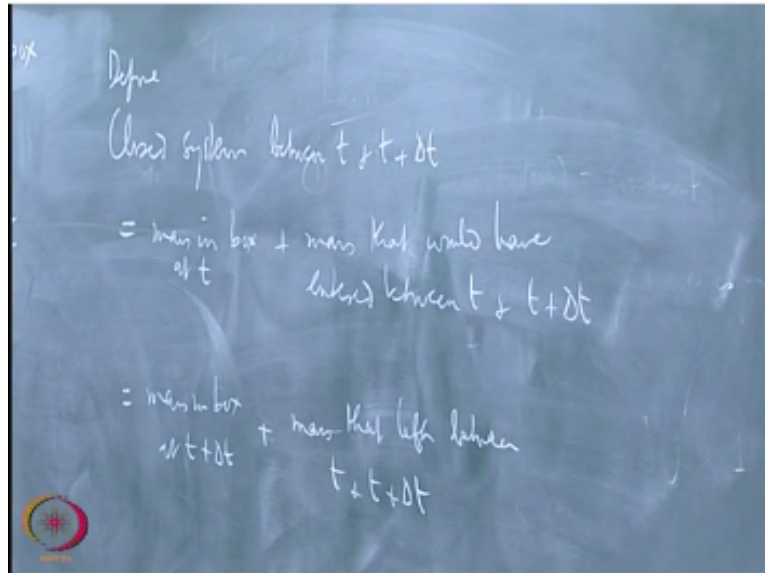 box
Define
Closed system between t & t + Δt
= mass in box + mass that would have
at t
entered between t & t + Δt
= mass in box + mass that left between
at t + Δt
t & t + Δt